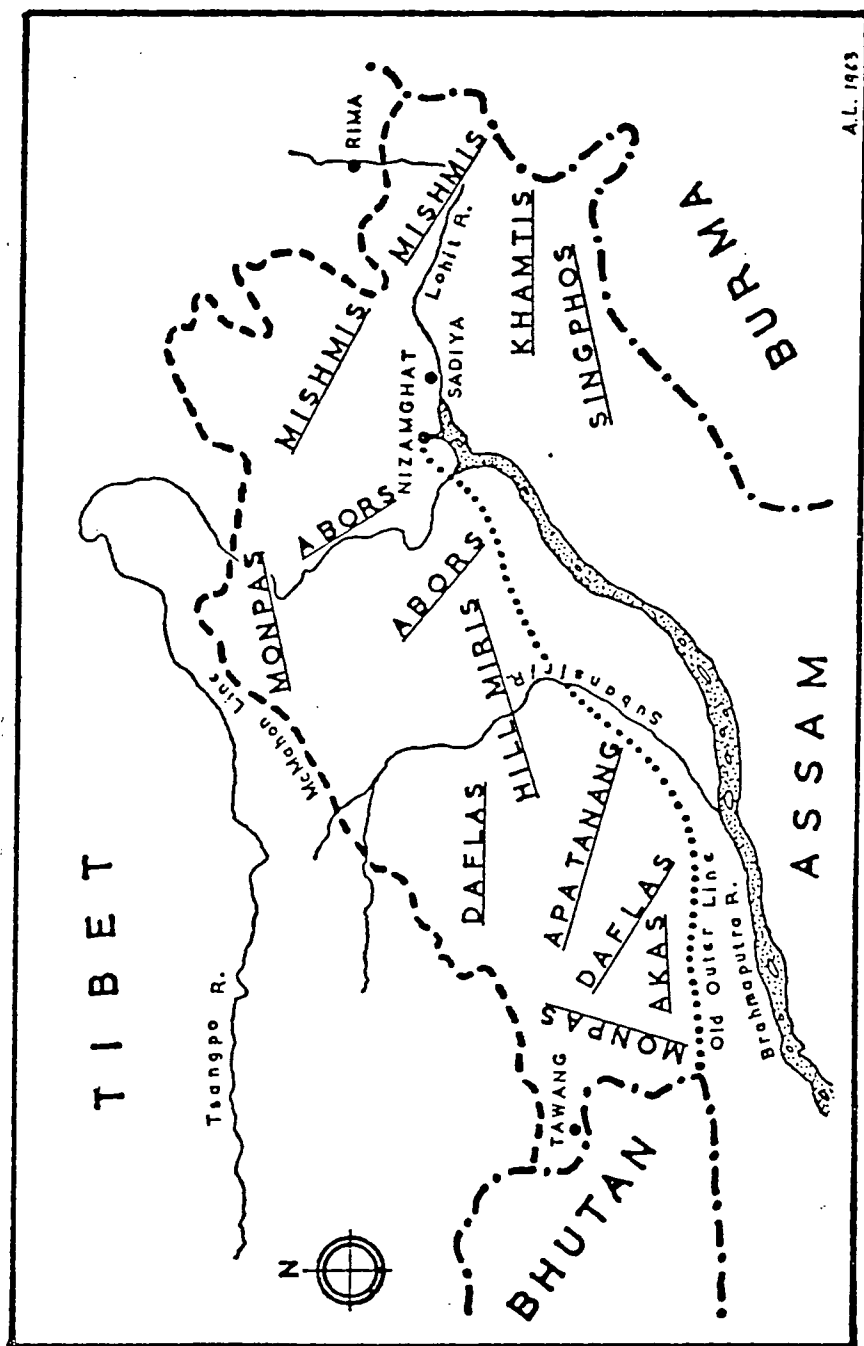 TIBET
Tsangpo R.
N
McMahon Line
MONPAS
ABORS
MISHMIS
MISHMIS
RIMA
Lohit R.
NIZAMGHAT
SADIYA
KHAMTIS
SINGPHOS
ABORS
HILL MIRIS
Subansiri R.
DAFLAS
APA TANANG
DAFLAS
AKAS
MONPAS
TAWANG
BHUTAN
Old Outer Line
Brahmaputra R.
ASSAM
BURMA
A.L. 1963